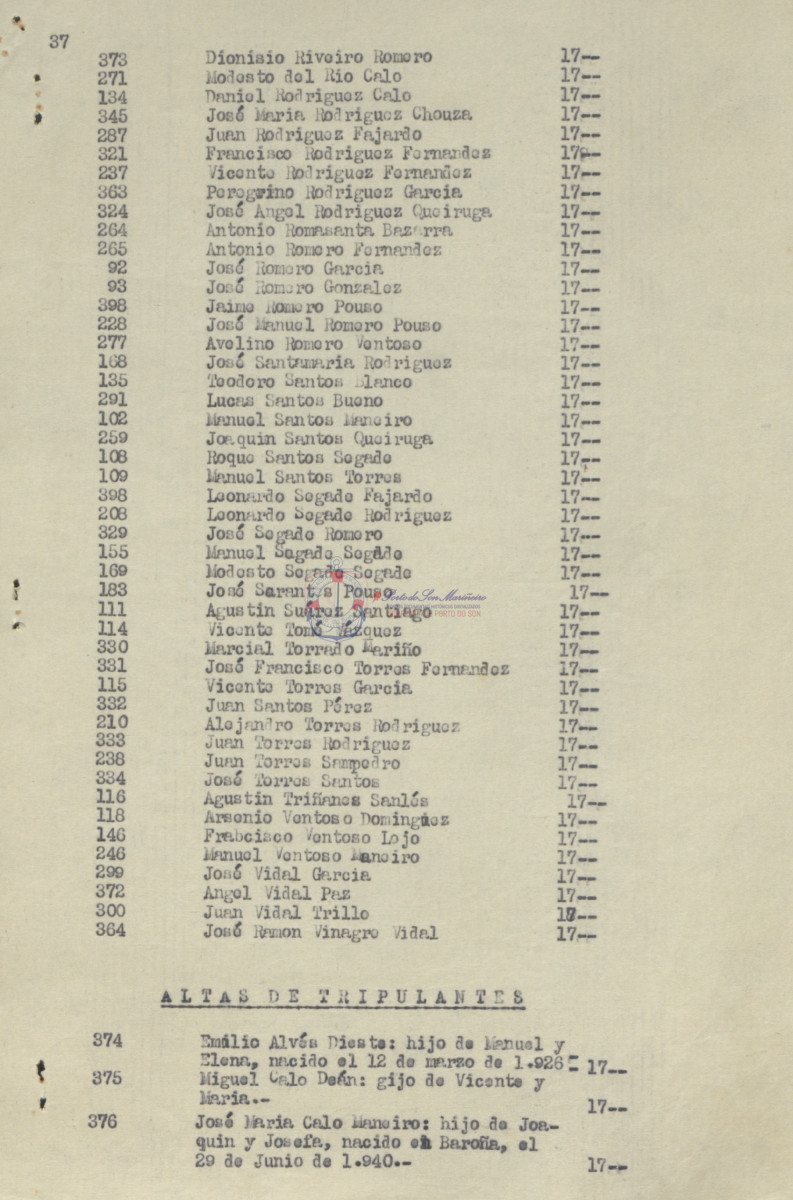 37
373 Dionisio Riveiro Romero 17--
271 Modesto del Rio Calo 17--
134 Daniel Rodriguez Calo 17--
345 José Maria Rodriguez Chouza 17--
287 Juan Rodriguez Fajardo 17--
321 Francisco Rodriguez Fernandez 17--
237 Vicente Rodriguez Fernandez 17--
363 Peregrino Rodriguez Garcia 17--
324 José Angel Rodriguez Queiruga 17--
264 Antonio Romasanta Bazarra 17--
265 Antonio Romero Fernandez 17--
92 José Romero Garcia 17--
93 José Romero Gonzalez 17--
398 Jaime Romero Pouso 17--
228 José Manuel Romero Pouso 17--
277 Avelino Romero Ventoso 17--
168 José Santamaria Rodriguez 17--
135 Teodoro Santos Blanco 17--
291 Lucas Santos Bueno 17--
102 Manuel Santos Maneiro 17--
259 Joaquin Santos Queiruga 17--
108 Roque Santos Segade 17--
109 Manuel Santos Torres 17--
398 Leonardo Segade Fajardo 17--
208 Leonardo Segade Rodriguez 17--
329 José Segade Romero 17--
155 Manuel Segade Segade 17--
169 Modesto Segade Segade 17--
183 José Sarantes Pouso 17--
Porto do Son Mariñeiro
PORTO DO SON
111 Agustin Suárez Santiago 17--
114 Vicente Tomé Vazquez 17--
330 Marcial Torrado Mariño 17--
331 José Francisco Torres Fernandez 17--
115 Vicente Torres Garcia 17--
332 Juan Santos Pérez 17--
210 Alejandro Torres Rodriguez 17--
333 Juan Torres Rodriguez 17--
238 Juan Torres Sampedro 17--
334 José Torres Santos 17--
116 Agustin Triñanes Sanlés 17--
118 Arsenio Ventoso Dominguez 17--
146 Frabcisco Ventoso Lojo 17--
246 Manuel Ventoso Maneiro 17--
299 José Vidal Garcia 17--
372 Angel Vidal Paz 17--
300 Juan Vidal Trillo 17--
364 José Ramon Vinagre Vidal 17--
ALTAS DE TRIPULANTES
374 Emilio Alvés Dieste: hijo de Manuel y
Elena, nacido el 12 de marzo de 1.926- 17--
375 Miguel Calo Deán: gijo de Vicente y
Maria.- 17--
376 José Maria Calo Maneiro: hijo de Joa-
quin y Josefa, nacido en Baroña, el
29 de Junio de 1.940.- 17--